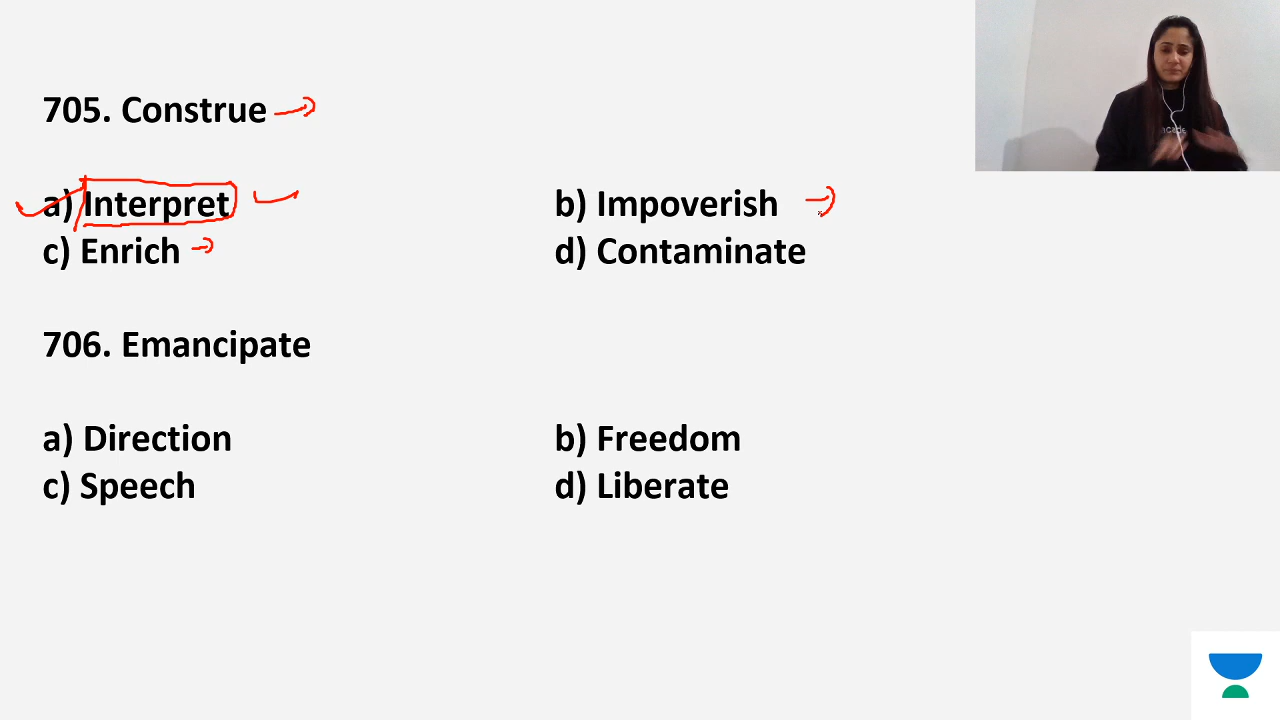 705. Construe
a) Interpret b) Impoverish
c) Enrich d) Contaminate
706. Emancipate
a) Direction b) Freedom
c) Speech d) Liberate